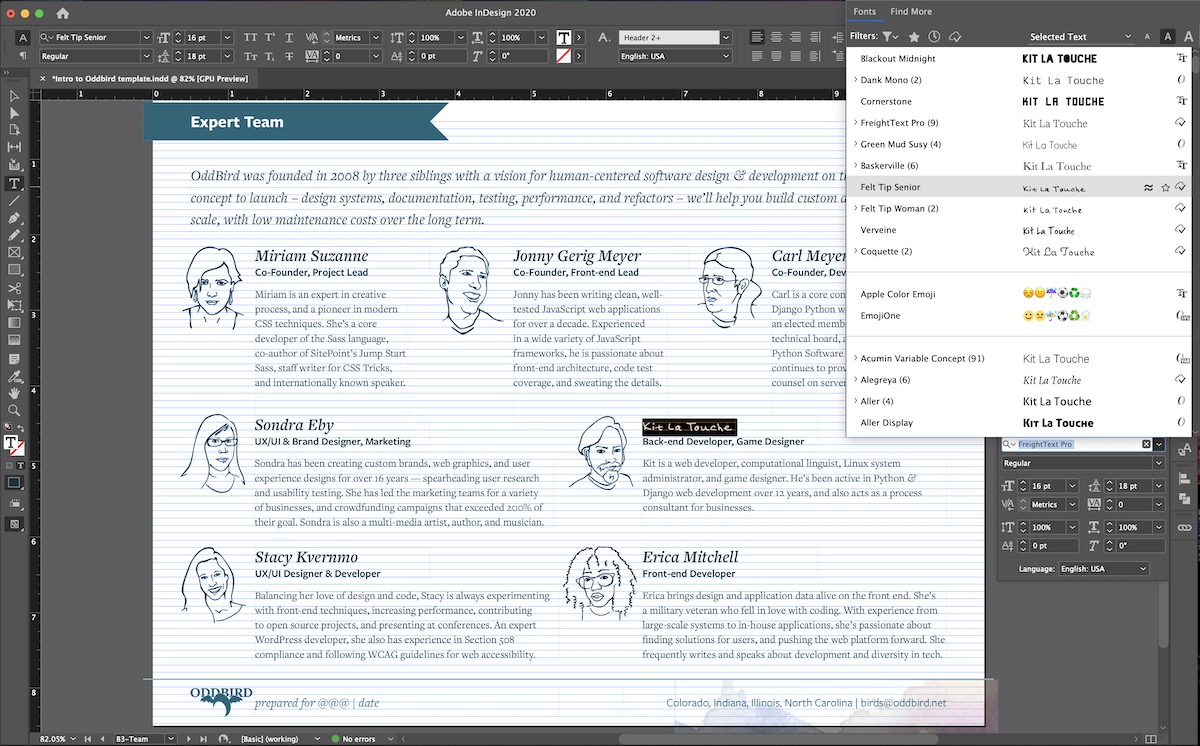 Adobe InDesign 2020
Fonts Find More
Felt Tip Senior 16 pt Metrics 100% 100% Header 2+
Filters: Selected Text
Regular 18 pt 0 0 pt 0° English: USA
*Intro to Oddbird template.indd @ 82% [GPU Preview]
1 0 1 2 3 4 5 6 7 8 9
1
2
3
4
5
6
7
8
Blackout Midnight KIT LA TOUCHE
Dank Mono (2) Kit La Touche
Cornerstone KIT LA TOUCHE
FreightText Pro (9) Kit La Touche
Green Mud Susy (4) Kit La Touche
Baskerville (6) Kit La Touche
Felt Tip Senior Kit La Touche
Felt Tip Woman (2) Kit La Touche
Verveine Kit La Touche
Coquette (2) Kit La Touche
Apple Color Emoji
EmojiOne
Acumin Variable Concept (91) Kit La Touche
Alegreya (6) Kit La Touche
Aller (4) Kit La Touche
Aller Display Kit La Touche
FreightText Pro
Regular
16 pt 18 pt
Metrics 0
100% 100%
0 pt 0°
Language: English: USA
Expert Team
OddBird was founded in 2008 by three siblings with a vision for human-centered software design & development on th
concept to launch – design systems, documentation, testing, performance, and refactors – we'll help you build custom a
scale, with low maintenance costs over the long term.
Miriam Suzanne
Co-Founder, Project Lead
Miriam is an expert in creative
process, and a pioneer in modern
CSS techniques. She's a core
developer of the Sass language,
co-author of SitePoint's Jump Start
Sass, staff writer for CSS Tricks,
and internationally known speaker.
Jonny Gerig Meyer
Co-Founder, Front-end Lead
Jonny has been writing clean, well-
tested JavaScript web applications
for over a decade. Experienced
in a wide variety of JavaScript
frameworks, he is passionate about
front-end architecture, code test
coverage, and sweating the details.
Carl Meyer
Co-Founder, Dev
Carl is a core con
Django Python w
an elected memb
technical board, a
Python Software
continues to prov
counsel on server
Sondra Eby
UX/UI & Brand Designer, Marketing
Sondra has been creating custom brands, web graphics, and user
experience designs for over 16 years — spearheading user research
and usability testing. She has led the marketing teams for a variety
of businesses, and crowdfunding campaigns that exceeded 200% of
their goal. Sondra is also a multi-media artist, author, and musician.
Kit La Touche
Back-end Developer, Game Designer
Kit is a web developer, computational linguist, Linux system
administrator, and game designer. He's been active in Python &
Django web development over 12 years, and also acts as a process
consultant for businesses.
Stacy Kvernmo
UX/UI Designer & Developer
Balancing her love of design and code, Stacy is always experimenting
with front-end techniques, increasing performance, contributing
to open source projects, and presenting at conferences. An expert
WordPress developer, she also has experience in Section 508
compliance and following WCAG guidelines for web accessibility.
Erica Mitchell
Front-end Developer
Erica brings design and application data alive on the front end. She's
a military veteran who fell in love with coding. With experience from
large-scale systems to in-house applications, she's passionate about
finding solutions for users, and pushing the web platform forward. She
frequently writes and speaks about development and diversity in tech.
ODDBIRD
prepared for @@@ | date
Colorado, Indiana, Illinois, North Carolina | birds@oddbird.net
82.05% B3-Team [Basic] (working) No errors